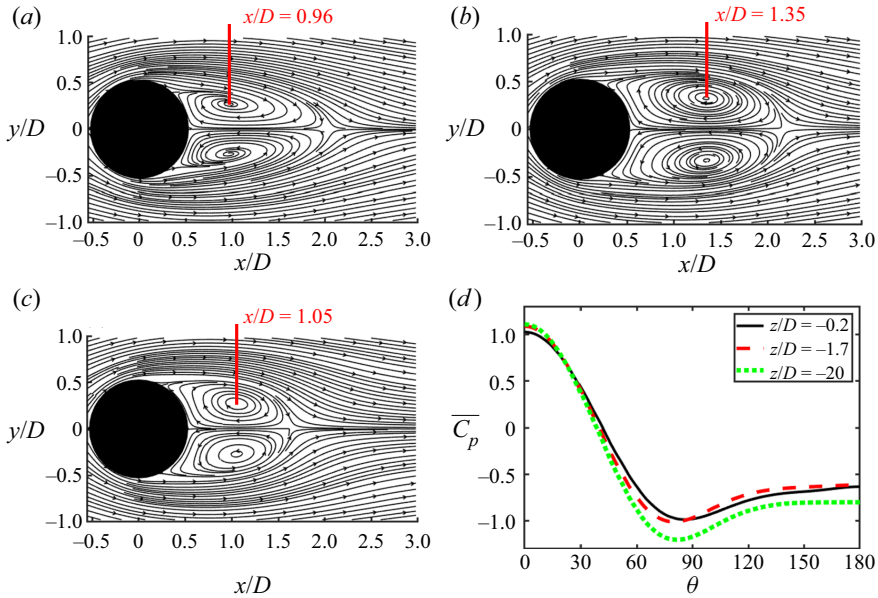 (a)
x/D = 0.96
1.0
0.5
y/D
0
–0.5
–1.0
–0.5 0 0.5 1.0 1.5 2.0 2.5 3.0
x/D
(b)
x/D = 1.35
1.0
0.5
y/D
0
–0.5
–1.0
–0.5 0 0.5 1.0 1.5 2.0 2.5 3.0
x/D
(c)
x/D = 1.05
1.0
0.5
y/D
0
–0.5
–1.0
–0.5 0 0.5 1.0 1.5 2.0 2.5 3.0
x/D
(d)
z/D = –0.2
z/D = –1.7
z/D = –20
1.0
0.5
C̅p̅
0
–0.5
–1.0
0 30 60 90 120 150 180
θ